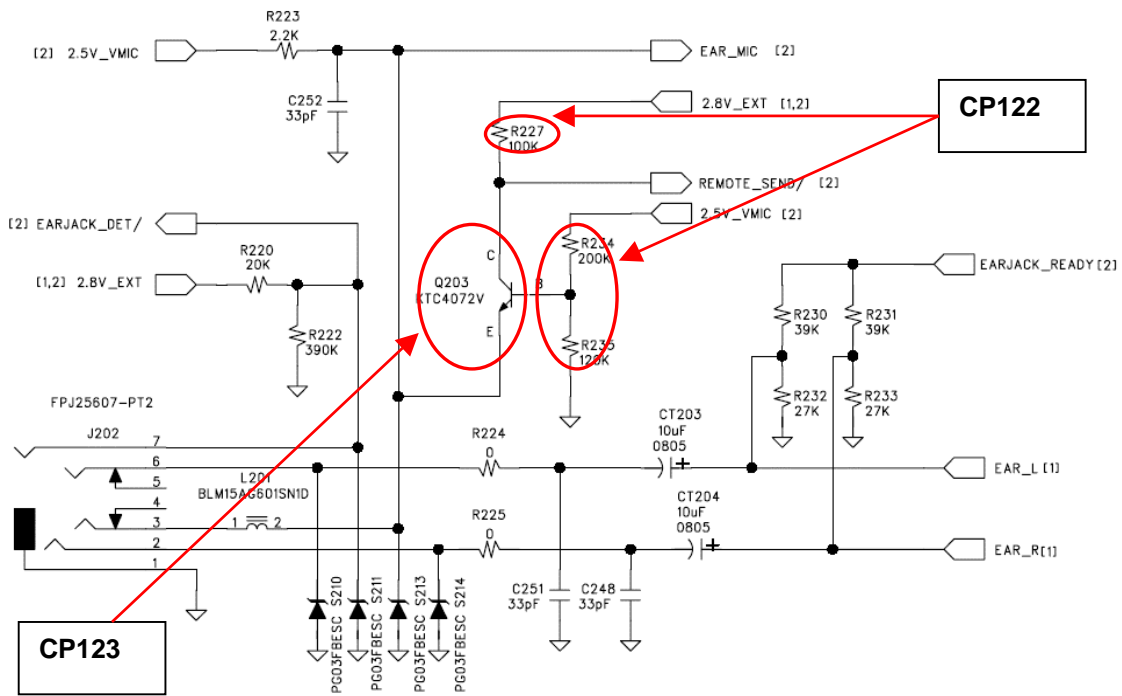 R223
2.2K
[2] 2.5V_VMIC
EAR_MIC [2]
C252
33pF
2.8V_EXT [1,2]
CP122
R227
100K
REMOTE_SEND/ [2]
2.5V_VMIC [2]
[2] EARJACK_DET/
R234
200K
R220
20K
[1,2] 2.8V_EXT
C
Q203
KTC4072V
B
E
EARJACK_READY[2]
R230
39K
R231
39K
R222
390K
R235
120K
R232
27K
R233
27K
FPJ25607-PT2
J202
7
6
5
4
3
2
1
L201
BLM15AG601SN1D
1 2
R224
0
CT203
10uF
0805
+
EAR_L [1]
R225
0
CT204
10uF
0805
+
EAR_R[1]
C251
33pF
C248
33pF
PG03FBESC S210
PG03FBESC S211
PG03FBESC S213
PG03FBESC S214
CP123